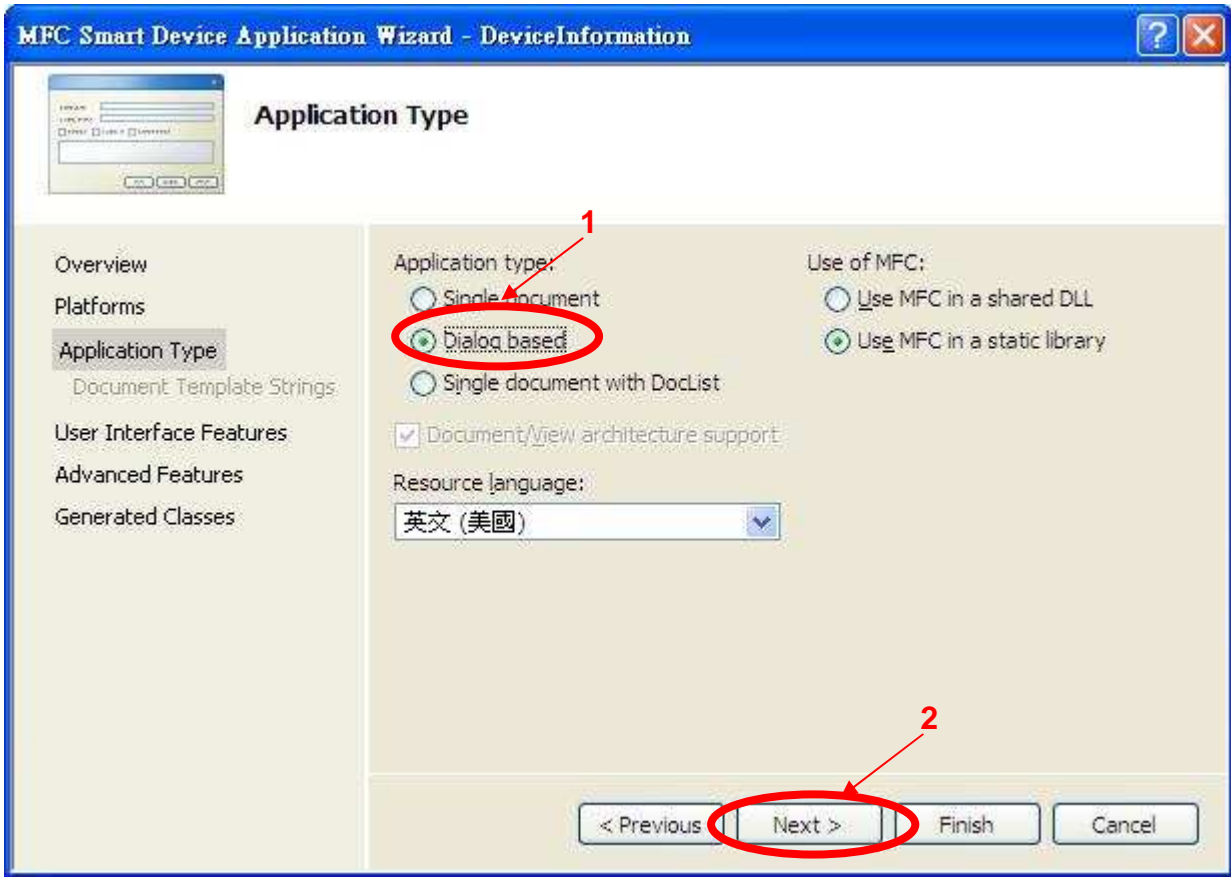 MFC Smart Device Application Wizard - DeviceInformation
Application Type
1
Overview
Platforms
Application Type
Document Template Strings
User Interface Features
Advanced Features
Generated Classes
Application type:
Single document
Dialog based
Single document with DocList
Document/View architecture support
Resource language:
英文 (美國)
Use of MFC:
Use MFC in a shared DLL
Use MFC in a static library
2
< Previous
Next >
Finish
Cancel